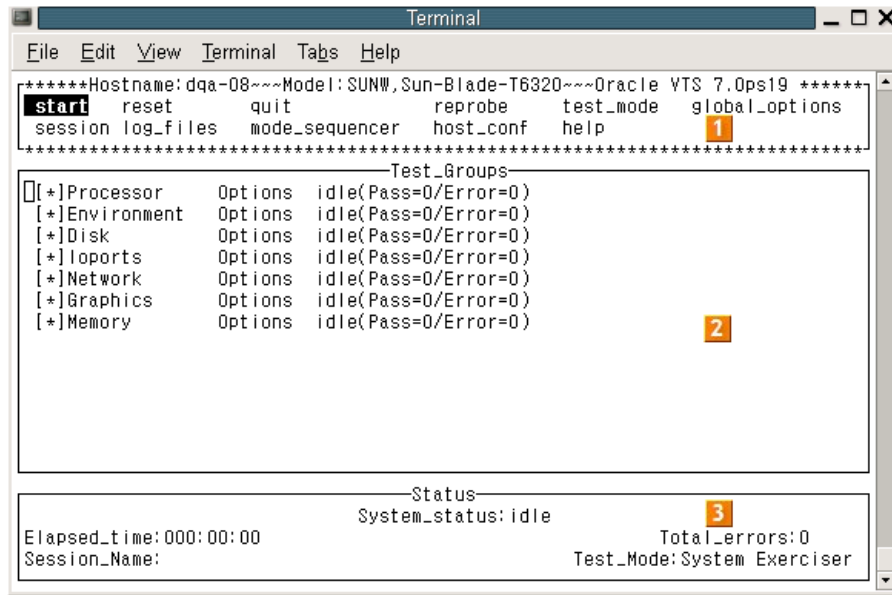 Terminal
File Edit View Terminal Tabs Help
******Hostname:dqa-08~~~Model:SUNW,Sun-Blade-T6320~~~Oracle VTS 7.0ps19 ******
start reset quit reprobe test_mode global_options
session log_files mode_sequencer host_conf help 1
Test_Groups
[+]Processor Options idle(Pass=0/Error=0)
[+]Environment Options idle(Pass=0/Error=0)
[+]Disk Options idle(Pass=0/Error=0)
[+]Ioports Options idle(Pass=0/Error=0)
[+]Network Options idle(Pass=0/Error=0)
[+]Graphics Options idle(Pass=0/Error=0)
[+]Memory Options idle(Pass=0/Error=0)
2
Status
System_status:idle 3
Elapsed_time:000:00:00 Total_errors:0
Session_Name: Test_Mode:System Exerciser